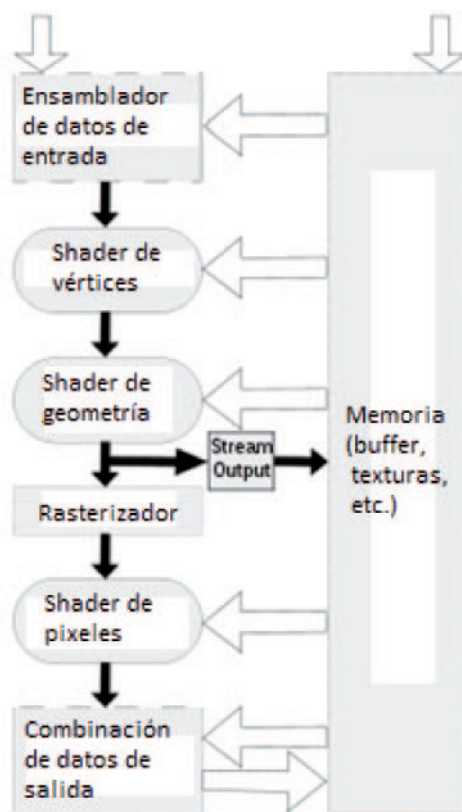 Ensamblador
de datos de
entrada
Shader de
vértices
Shader de
geometría
Stream
Output
Memoria
(buffer,
texturas,
etc.)
Rasterizador
Shader de
pixeles
Combinación
de datos de
salida